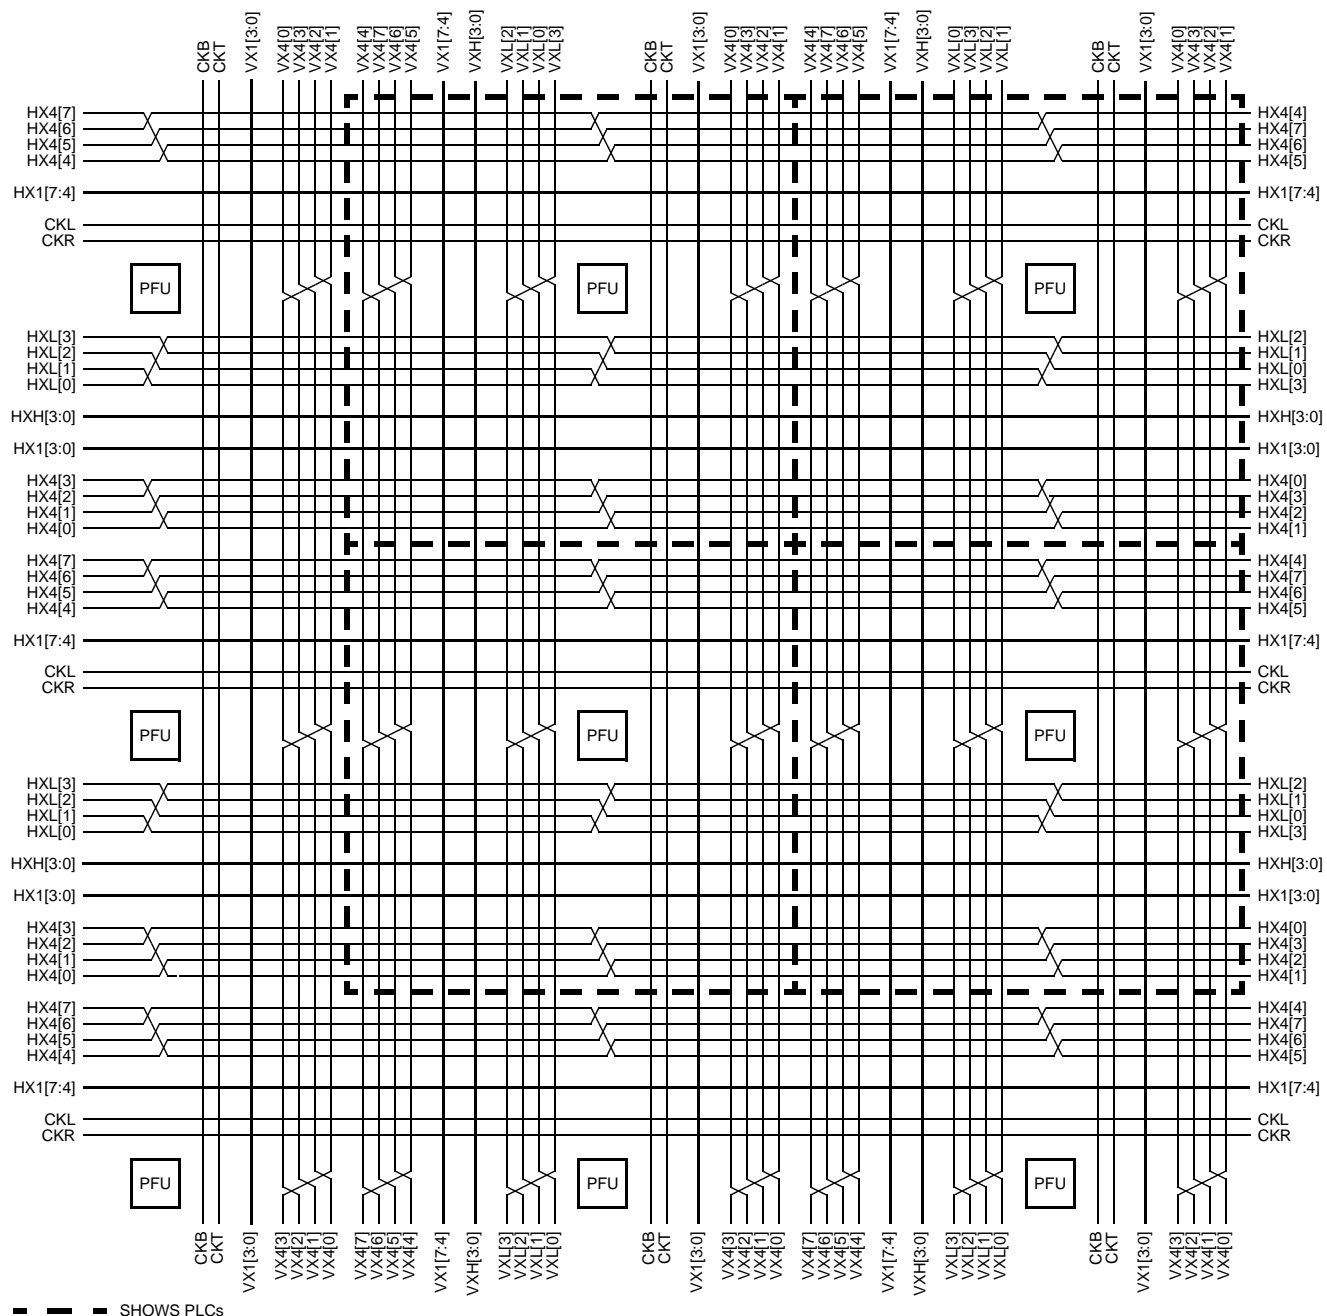 CKB CKT VX1[3:0] VX4[0] VX4[3] VX4[2] VX4[1] VX4[4] VX4[7] VX4[6] VX4[5] VX1[7:4] VXH[3:0] VXL[2] VXL[1] VXL[0] VXL[3] CKB CKT VX1[3:0] VX4[0] VX4[3] VX4[2] VX4[1] VX4[4] VX4[7] VX4[6] VX4[5] VX1[7:4] VXH[3:0] VXL[0] VXL[3] VXL[2] VXL[1] CKB CKT VX1[3:0] VX4[0] VX4[3] VX4[2] VX4[1]
HX4[7] HX4[4]
HX4[6] HX4[7]
HX4[5] HX4[6]
HX4[4] HX4[5]
HX1[7:4] HX1[7:4]
CKL CKL
CKR CKR
PFU PFU PFU
HXL[3] HXL[2]
HXL[2] HXL[1]
HXL[1] HXL[0]
HXL[0] HXL[3]
HXH[3:0] HXH[3:0]
HX1[3:0] HX1[3:0]
HX4[3] HX4[0]
HX4[2] HX4[3]
HX4[1] HX4[2]
HX4[0] HX4[1]
HX4[7] HX4[4]
HX4[6] HX4[7]
HX4[5] HX4[6]
HX4[4] HX4[5]
HX1[7:4] HX1[7:4]
CKL CKL
CKR CKR
PFU PFU PFU
HXL[3] HXL[2]
HXL[2] HXL[1]
HXL[1] HXL[0]
HXL[0] HXL[3]
HXH[3:0] HXH[3:0]
HX1[3:0] HX1[3:0]
HX4[3] HX4[0]
HX4[2] HX4[3]
HX4[1] HX4[2]
HX4[0] HX4[1]
HX4[7] HX4[4]
HX4[6] HX4[7]
HX4[5] HX4[6]
HX4[4] HX4[5]
HX1[7:4] HX1[7:4]
CKL CKL
CKR CKR
PFU PFU PFU
CKB CKT VX1[3:0] VX4[3] VX4[2] VX4[1] VX4[0] VX4[7] VX4[6] VX4[5] VX4[4] VX1[7:4] VXH[3:0] VXL[3] VXL[2] VXL[1] VXL[0] CKB CKT VX1[3:0] VX4[3] VX4[2] VX4[1] VX4[0] VX4[7] VX4[6] VX4[5] VX4[4] VX1[7:4] VXH[3:0] VXL[3] VXL[2] VXL[1] VXL[0] CKB CKT VX1[3:0] VX4[3] VX4[2] VX4[1] VX4[0]
SHOWS PLCs